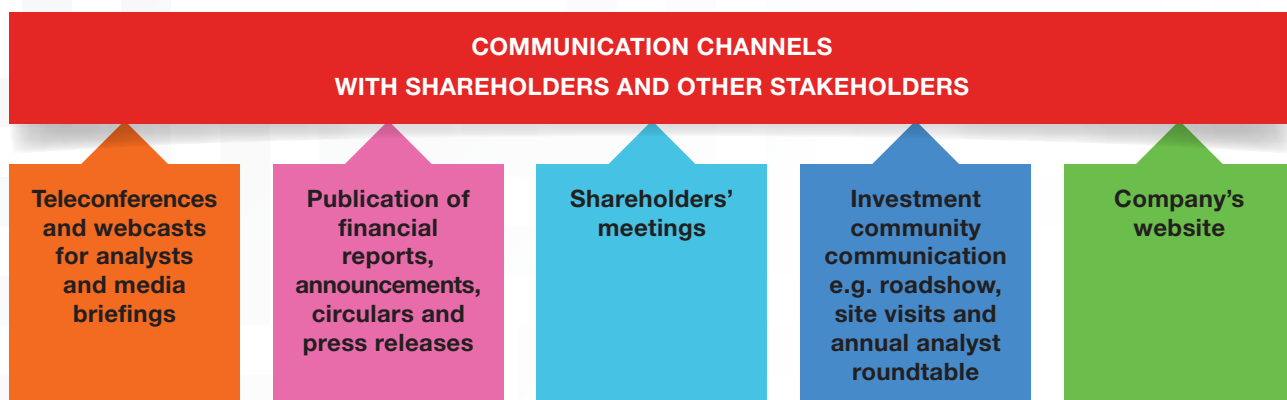 COMMUNICATION CHANNELS
WITH SHAREHOLDERS AND OTHER STAKEHOLDERS
Teleconferences
and webcasts
for analysts
and media
briefings
Publication of
financial
reports,
announcements,
circulars and
press releases
Shareholders’
meetings
Investment
community
communication
e.g. roadshow,
site visits and
annual analyst
roundtable
Company’s
website